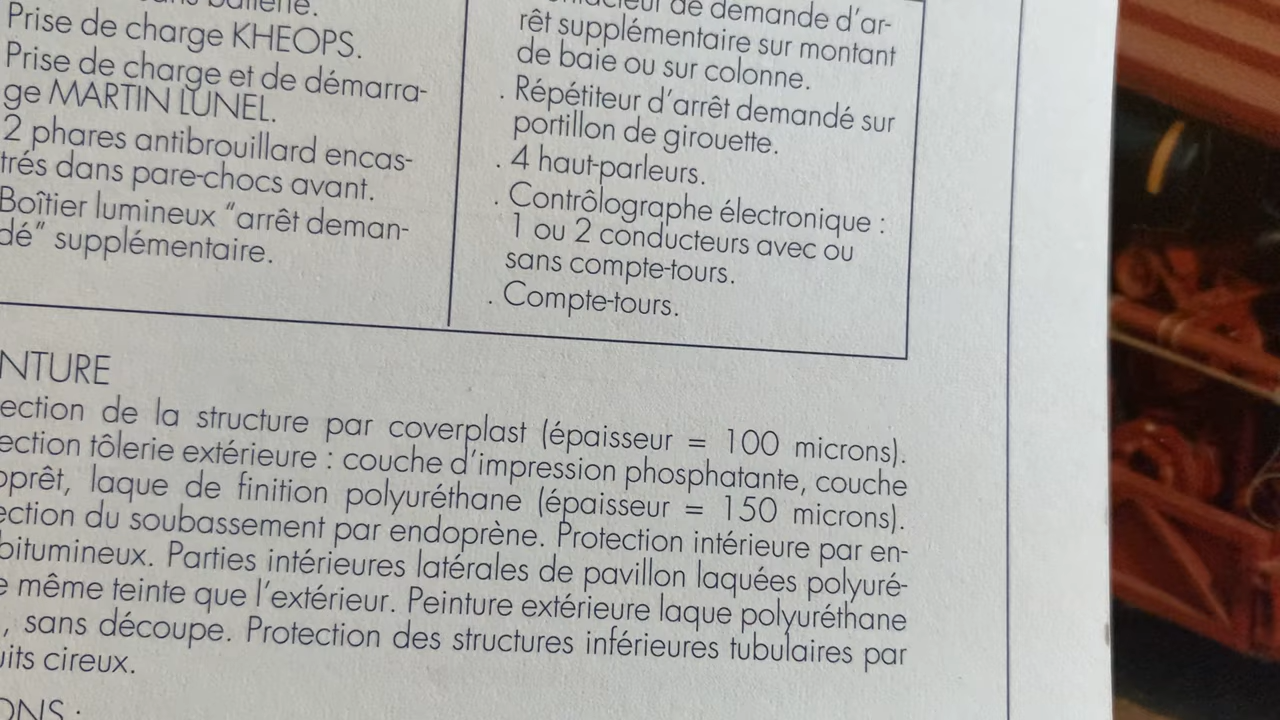 Prise de charge KHEOPS.
Prise de charge et de démarra-
ge MARTIN LUNEL.
2 phares antibrouillard encas-
trés dans pare-chocs avant.
Boîtier lumineux "arrêt deman-
dé" supplémentaire.
de demande d'ar-
rêt supplémentaire sur montant
de baie ou sur colonne.
. Répétiteur d'arrêt demandé sur
portillon de girouette.
. 4 haut-parleurs.
. Contrôlographe électronique :
1 ou 2 conducteurs avec ou
sans compte-tours.
. Compte-tours.
NTURE
ection de la structure par coverplast (épaisseur = 100 microns).
ection tôlerie extérieure : couche d'impression phosphatante, couche
pprêt, laque de finition polyuréthane (épaisseur = 150 microns).
ection du soubassement par endoprène. Protection intérieure par en-
bitumineux. Parties intérieures latérales de pavillon laquées polyuré-
e même teinte que l'extérieur. Peinture extérieure laque polyuréthane
, sans découpe. Protection des structures inférieures tubulaires par
uits cireux.
ONS :